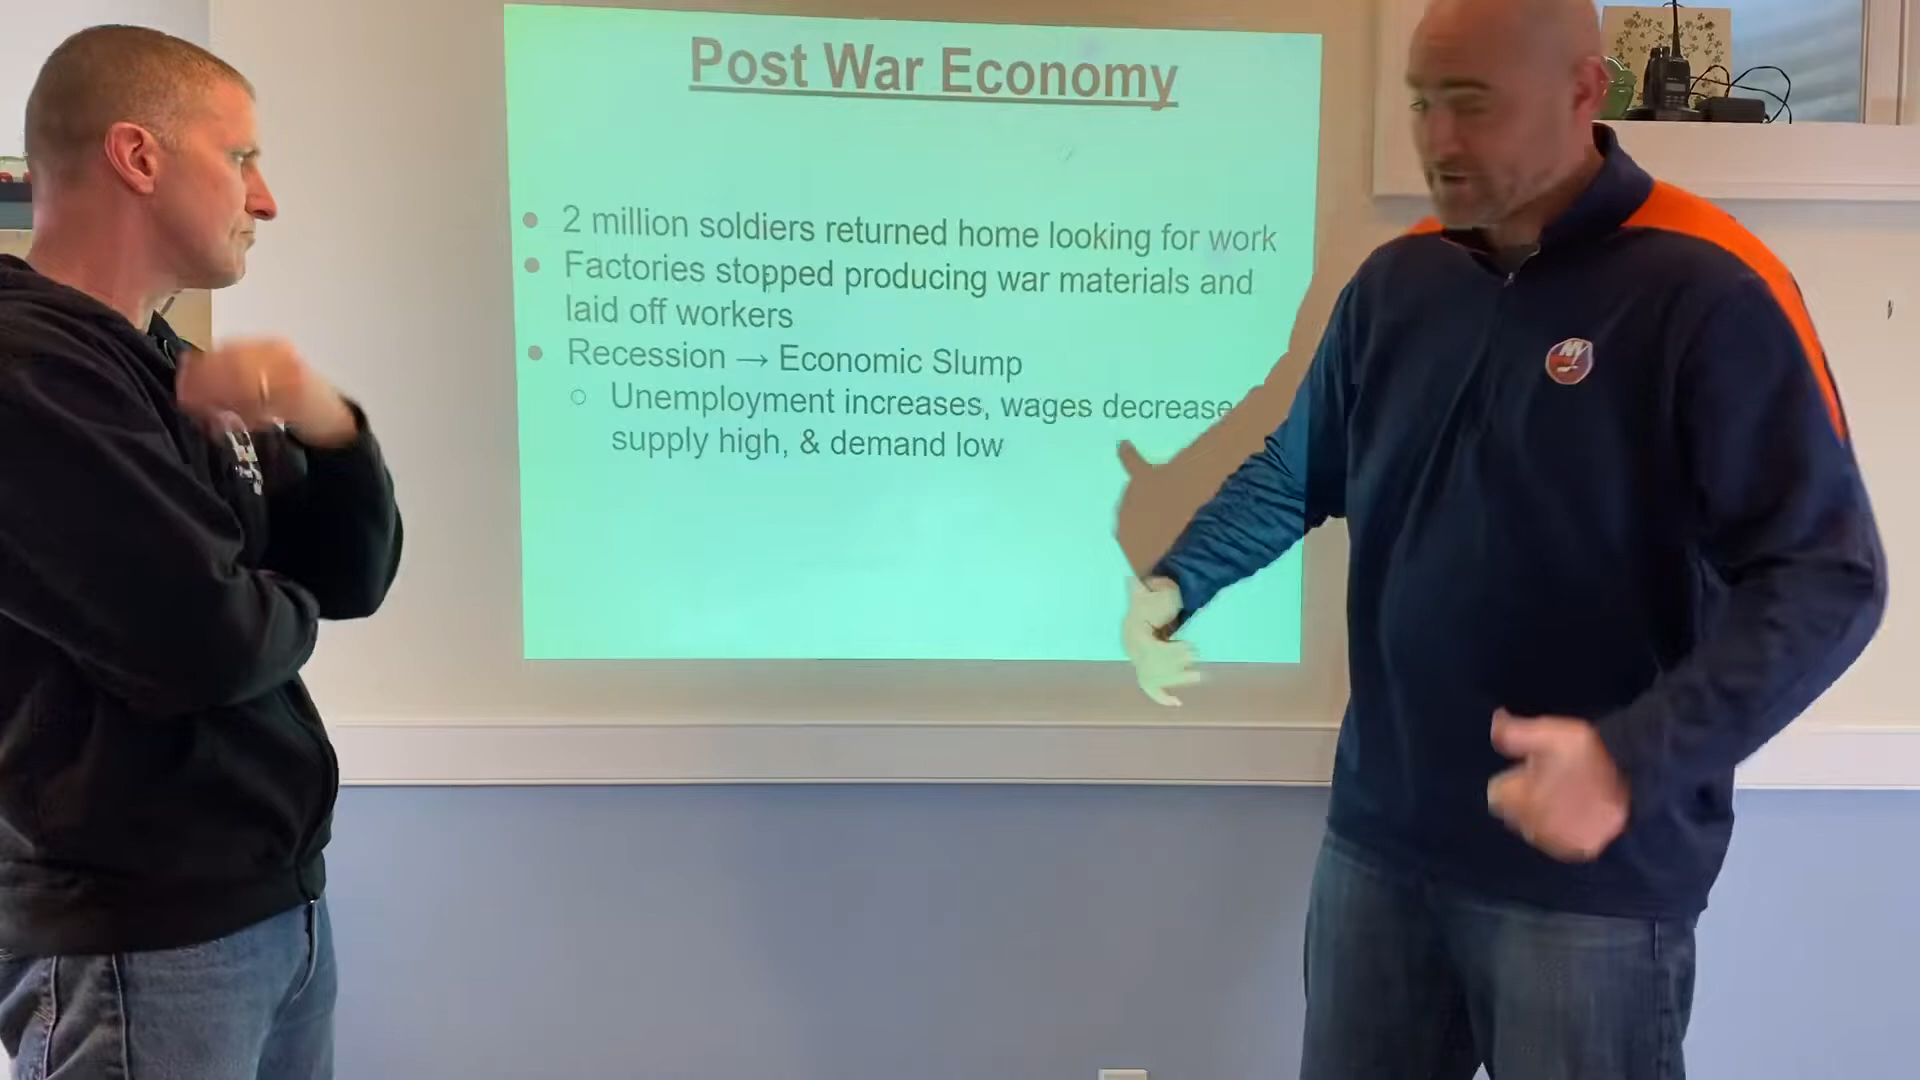 Post War Economy
● 2 million soldiers returned home looking for work
● Factories stopped producing war materials and
laid off workers
● Recession → Economic Slump
○ Unemployment increases, wages decrease
supply high, & demand low
NY